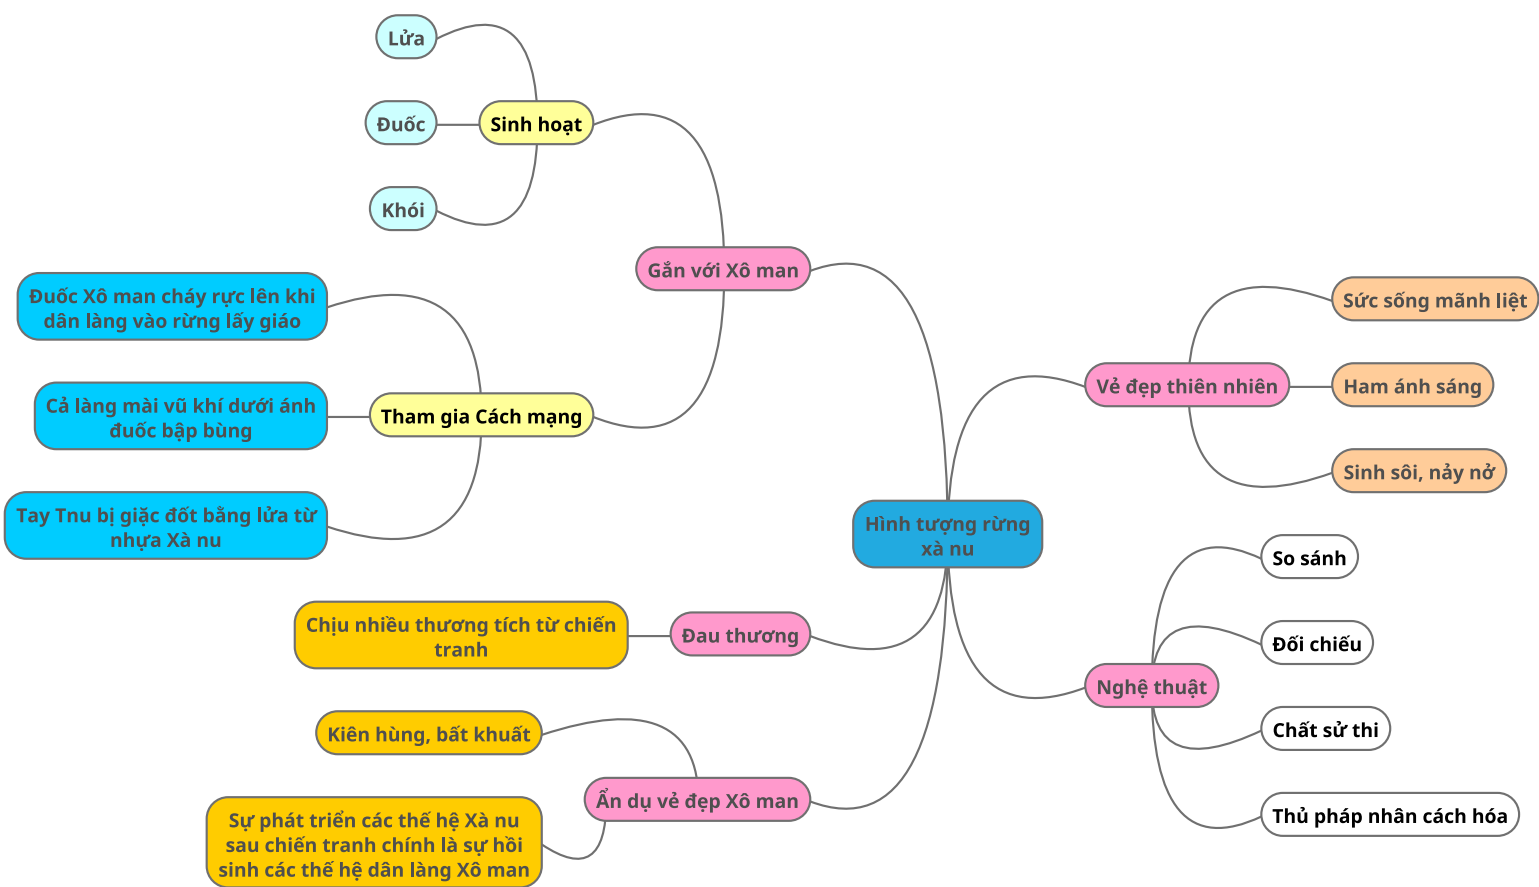 Lửa
Đuốc
Sinh hoạt
Khói
Gắn với Xô man
Đuốc Xô man cháy rực lên khi
dân làng vào rừng lấy giáo
Cả làng mài vũ khí dưới ánh
đuốc bập bùng
Tham gia Cách mạng
Tay Tnu bị giặc đốt bằng lửa từ
nhựa Xà nu
Sức sống mãnh liệt
Vẻ đẹp thiên nhiên
Ham ánh sáng
Sinh sôi, nảy nở
Hình tượng rừng
xà nu
So sánh
Đối chiếu
Nghệ thuật
Chất sử thi
Thủ pháp nhân cách hóa
Chịu nhiều thương tích từ chiến
tranh
Đau thương
Kiên hùng, bất khuất
Ẩn dụ vẻ đẹp Xô man
Sự phát triển các thế hệ Xà nu
sau chiến tranh chính là sự hồi
sinh các thế hệ dân làng Xô man